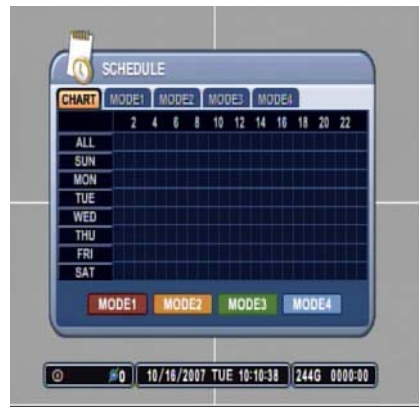 SCHEDULE
CHART MODE1 MODE2 MODE3 MODE4
2 4 6 8 10 12 14 16 18 20 22
ALL
SUN
MON
TUE
WED
THU
FRI
SAT
MODE1 MODE2 MODE3 MODE4
0 10/16/2007 TUE 10:10:38 244G 0000:00